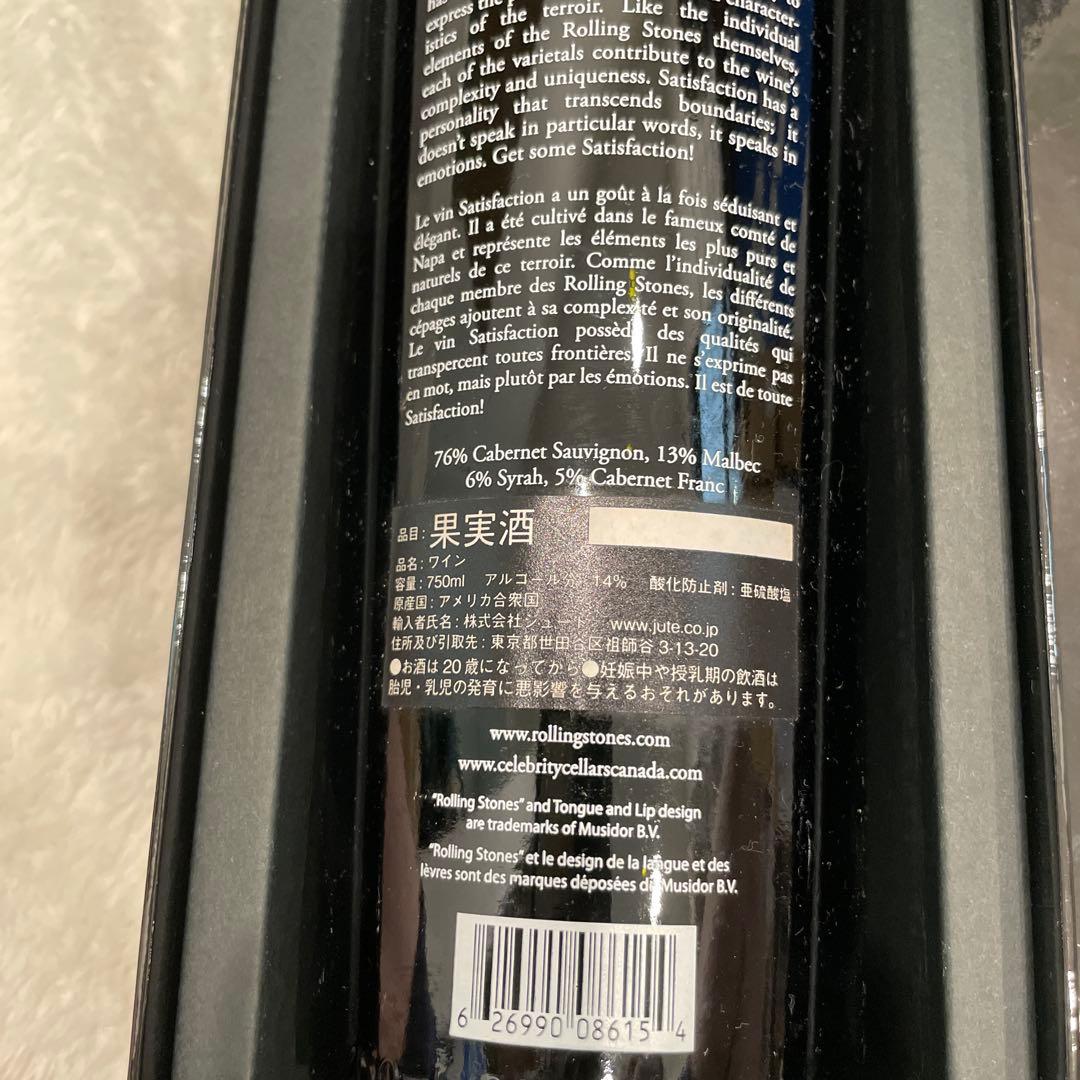 express the
istics of the terroir. Like the individual
elements of the Rolling Stones themselves,
each of the varietals contribute to the wine's
complexity and uniqueness. Satisfaction has a
personality that transcends boundaries; it
doesn't speak in particular words, it speaks in
emotions. Get some Satisfaction!
Le vin Satisfaction a un goût à la fois séduisant et
élégant. Il a été cultivé dans le fameux comté de
Napa et représente les éléments les plus purs et
naturels de ce terroir. Comme l'individualité de
chaque membre des Rolling Stones, les différents
cépages ajoutent à sa complexité et son originalité.
Le vin Satisfaction possède des qualités qui
transpercent toutes frontières. Il ne s'exprime pas
en mot, mais plutôt par les émotions. Il est de toute
Satisfaction!
76% Cabernet Sauvignon, 13% Malbec
6% Syrah, 5% Cabernet Franc
品目:果実酒
品名:ワイン
容量:750ml アルコール分 14% 酸化防止剤:亜硫酸塩
原産国:アメリカ合衆国
輸入者氏名:株式会社ジュート www.jute.co.jp
住所及び引取先:東京都世田谷区祖師谷 3-13-20
●お酒は20歳になってから●妊娠中や授乳期の飲酒は
胎児・乳児の発育に悪影響を与えるおそれがあります。
www.rollingstones.com
www.celebritycellarscanada.com
"Rolling Stones" and Tongue and Lip design
are trademarks of Musidor B.V.
"Rolling Stones" et le design de la langue et des
lèvres sont des marques déposées de Musidor B.V.
6 26990 08615 4